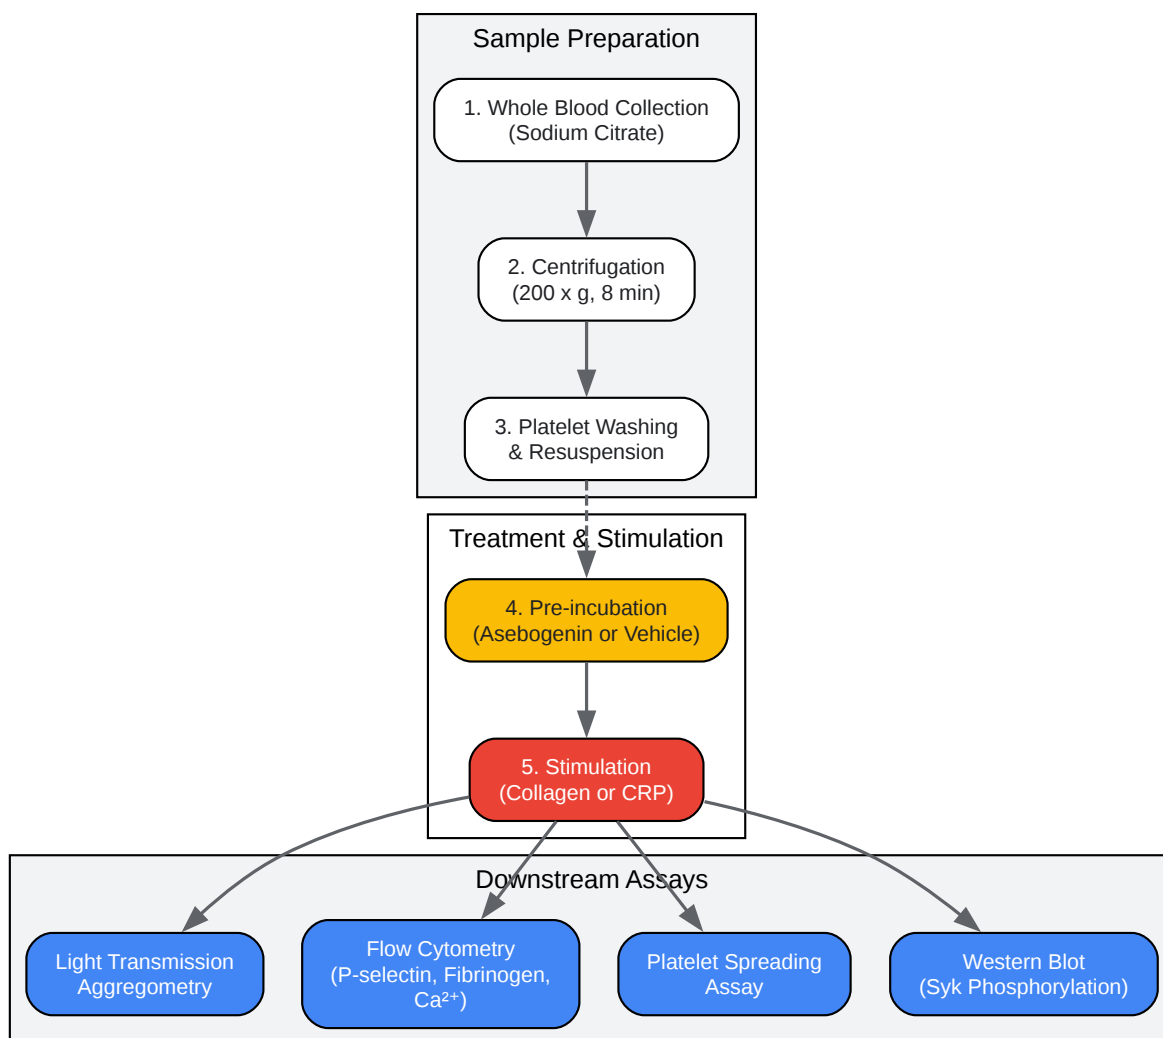 Sample Preparation
1. Whole Blood Collection
(Sodium Citrate)
2. Centrifugation
(200 x g, 8 min)
3. Platelet Washing
& Resuspension
Treatment & Stimulation
4. Pre-incubation
(Asebogenin or Vehicle)
5. Stimulation
(Collagen or CRP)
Downstream Assays
Light Transmission
Aggregometry
Flow Cytometry
(P-selectin, Fibrinogen,
Ca²⁺)
Platelet Spreading
Assay
Western Blot
(Syk Phosphorylation)